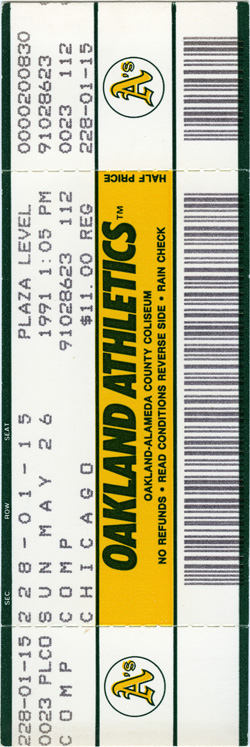 228-01-15
0023 PLCO
COMP
A's
SEC ROW SEAT
228-01-15 PLAZA LEVEL
SUN MAY 26 1991 1:05 PM
COMP 91028623 112
CHICAGO $11.00 REG
HALF PRICE
OAKLAND ATHLETICS™
OAKLAND-ALAMEDA COUNTY COLISEUM
NO REFUNDS • READ CONDITIONS REVERSE SIDE • RAIN CHECK
0000200830
91028623
0023 112
228-01-15
A's